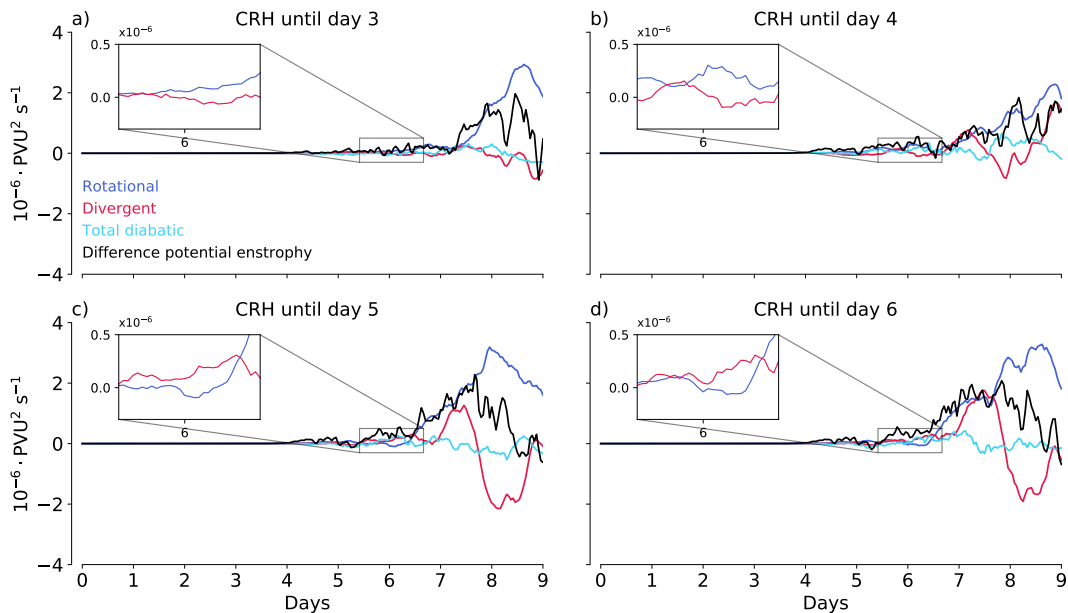 a) CRH until day 3
b) CRH until day 4
4
2
0
−2
−4
10⁻⁶ · PVU² s⁻¹
x10⁻⁶
0.5
0.0
6
x10⁻⁶
0.5
0.0
6
Rotational
Divergent
Total diabatic
Difference potential enstrophy
c) CRH until day 5
d) CRH until day 6
4
2
0
−2
−4
10⁻⁶ · PVU² s⁻¹
x10⁻⁶
0.5
0.0
6
x10⁻⁶
0.5
0.0
6
0 1 2 3 4 5 6 7 8 9
Days
0 1 2 3 4 5 6 7 8 9
Days